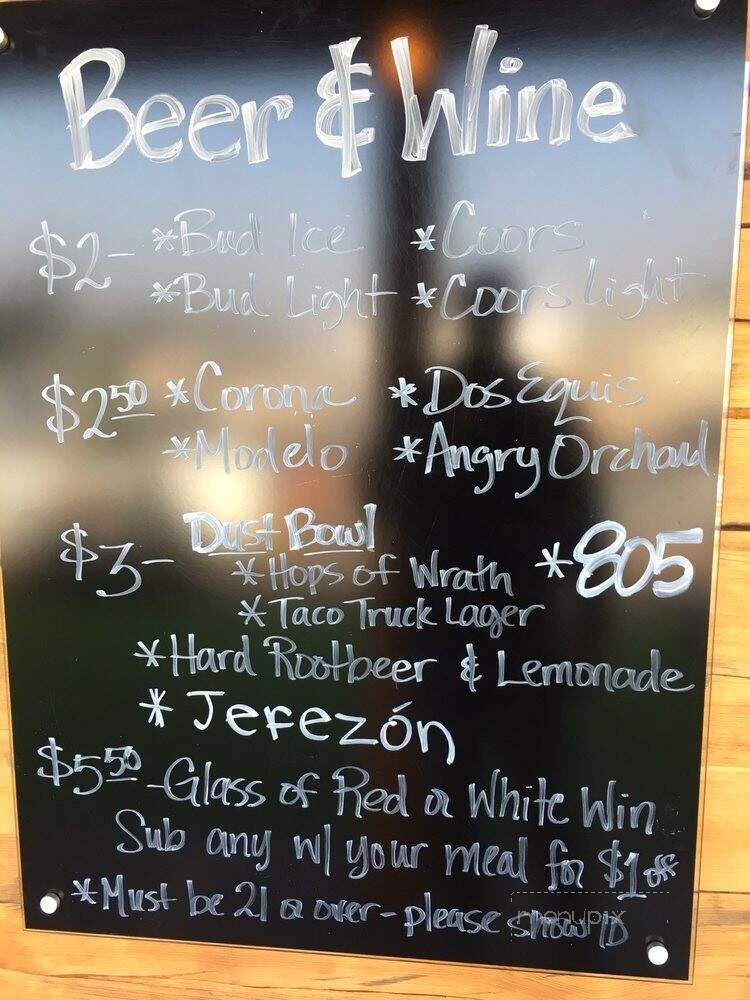 Beer & Wine
$2- *Bud Ice *Coors
*Bud Light *Coors Light
$2.50 *Corona *Dos Equis
*Modelo *Angry Orchard
$3- Dust Bowl
*Hops of Wrath *805
*Taco Truck Lager
*Hard Rootbeer & Lemonade
*Jefezón
$5.50 - Glass of Red or White Win
Sub any w/ your meal for $1 off
*Must be 21 or over - please show ID
menupix